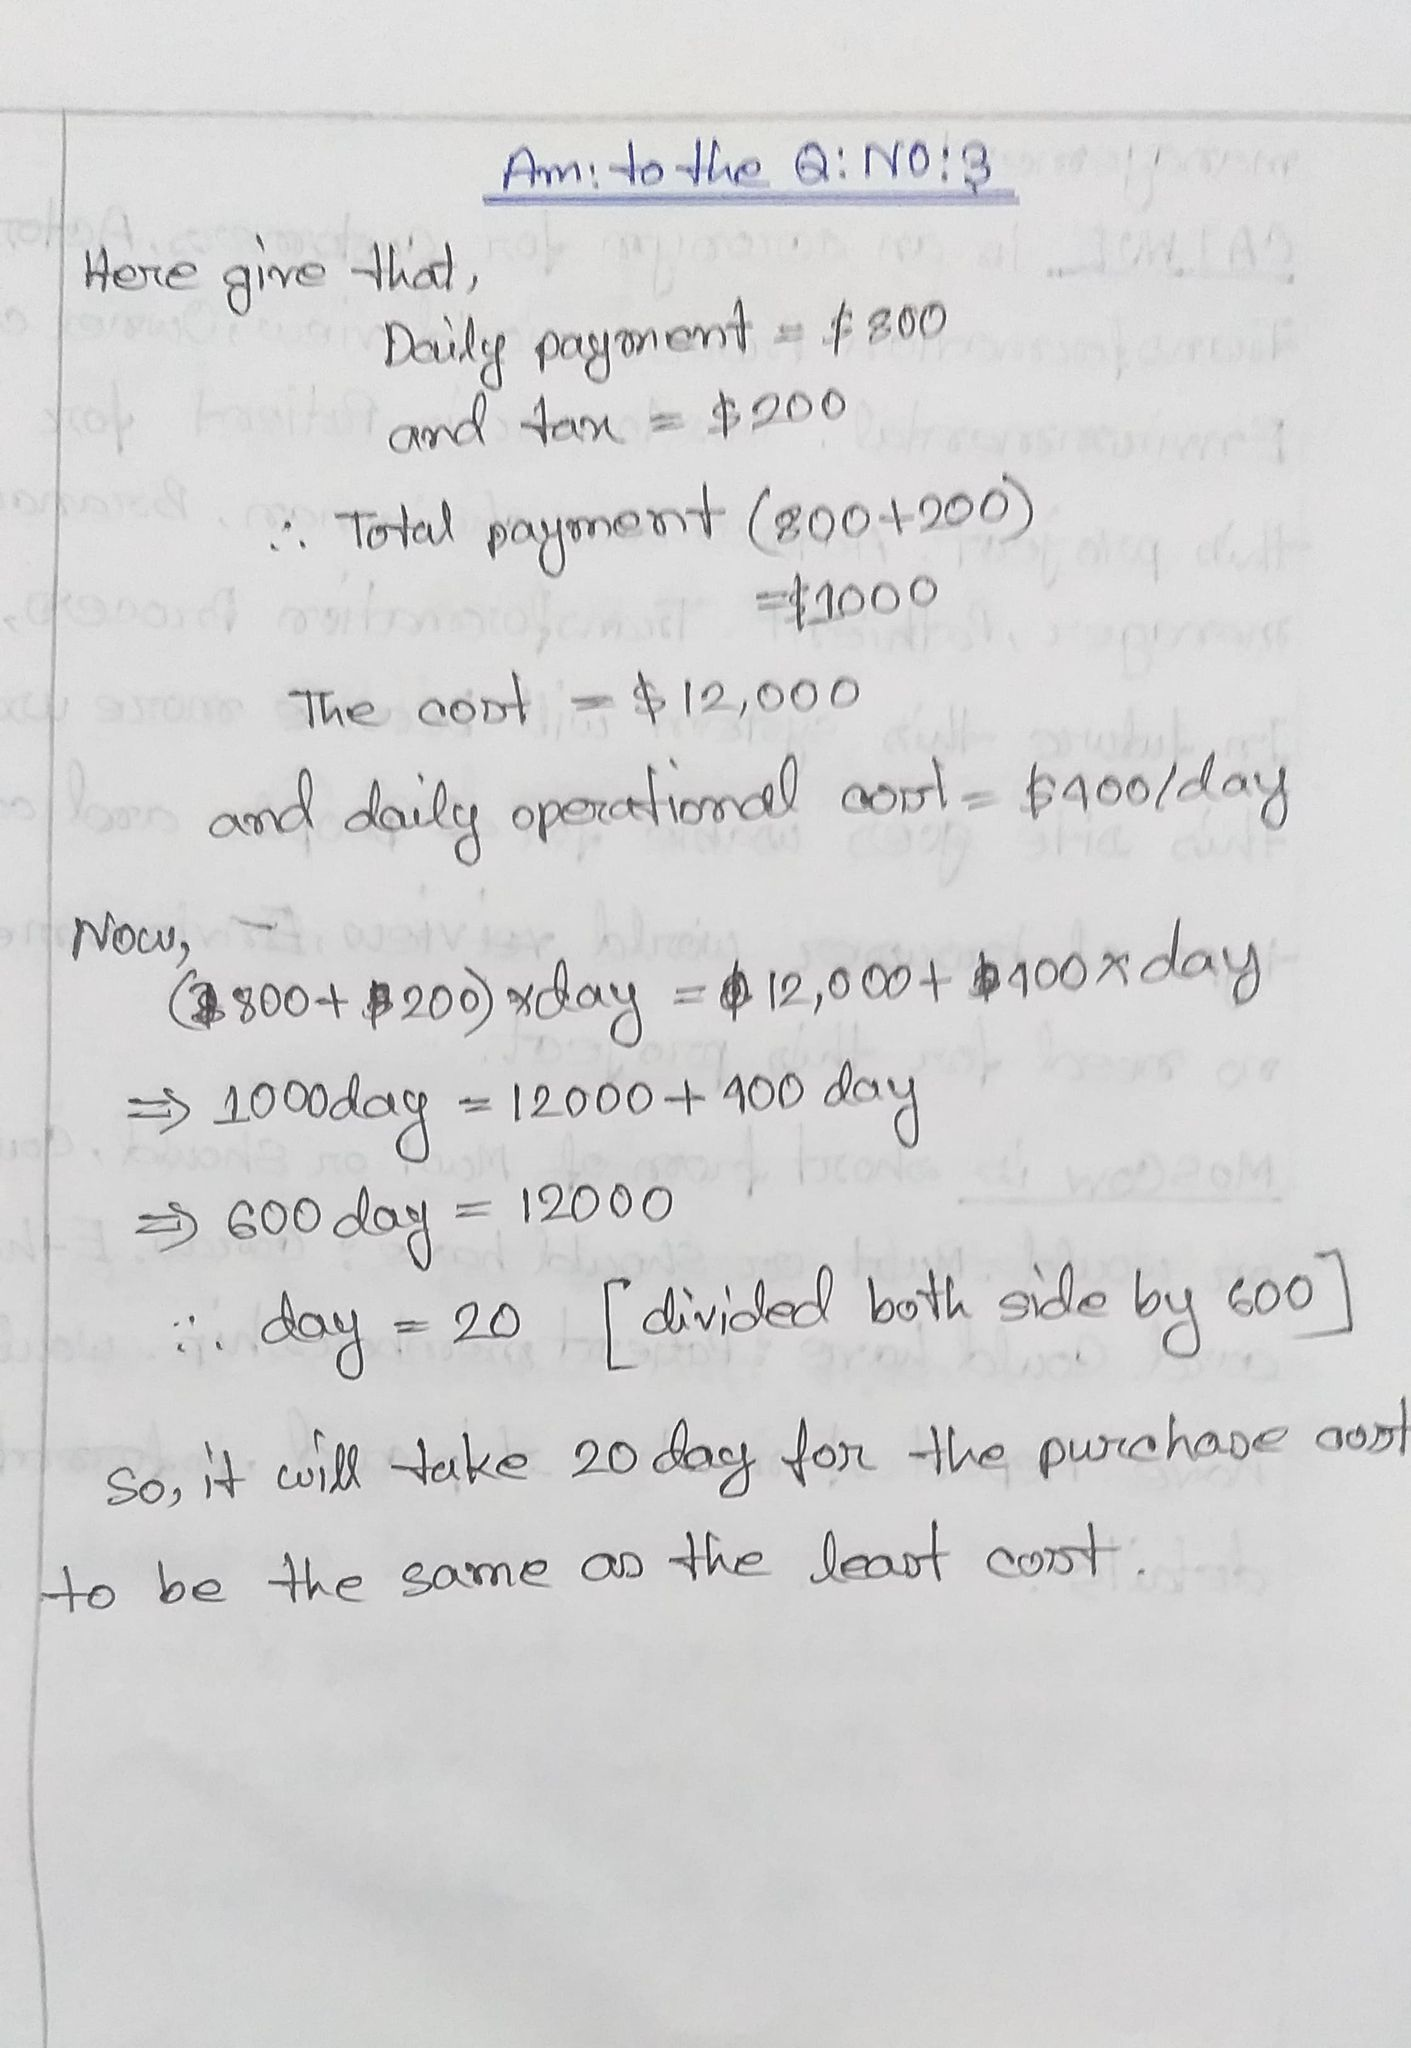 Ans: to the Q: NO: 3
Here give that,
Daily payment = $800
and tax = $200
∴ Total payment (800+200)
=$1000
The cost = $12,000
and daily operational cost = $400/day
Now,
($800+$200)×day = $12,000+ $400×day
⇒ 1000day = 12000+400 day
⇒ 600 day = 12000
∴ day = 20 [divided both side by 600]
So, it will take 20 day for the purchase cost
to be the same as the least cost.